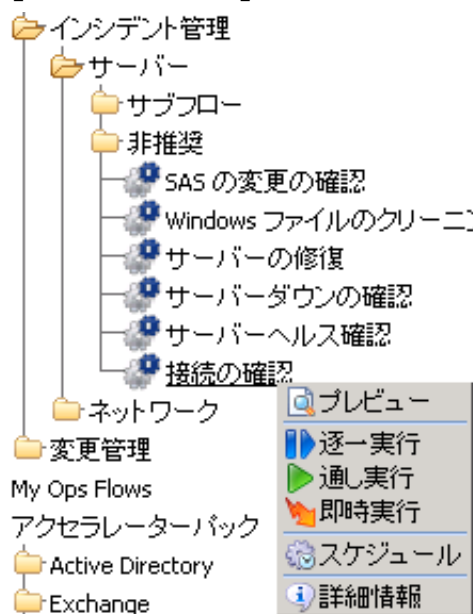 インシデント管理
サーバー
サブフロー
非推奨
SAS の変更の確認
Windows ファイルのクリーニ
サーバーの修復
サーバーダウンの確認
サーバーヘルス確認
接続の確認
プレビュー
ネットワーク
逐一実行
変更管理
通し実行
My Ops Flows
即時実行
アクセラレーターパック
スケジュール
Active Directory
詳細情報
Exchange